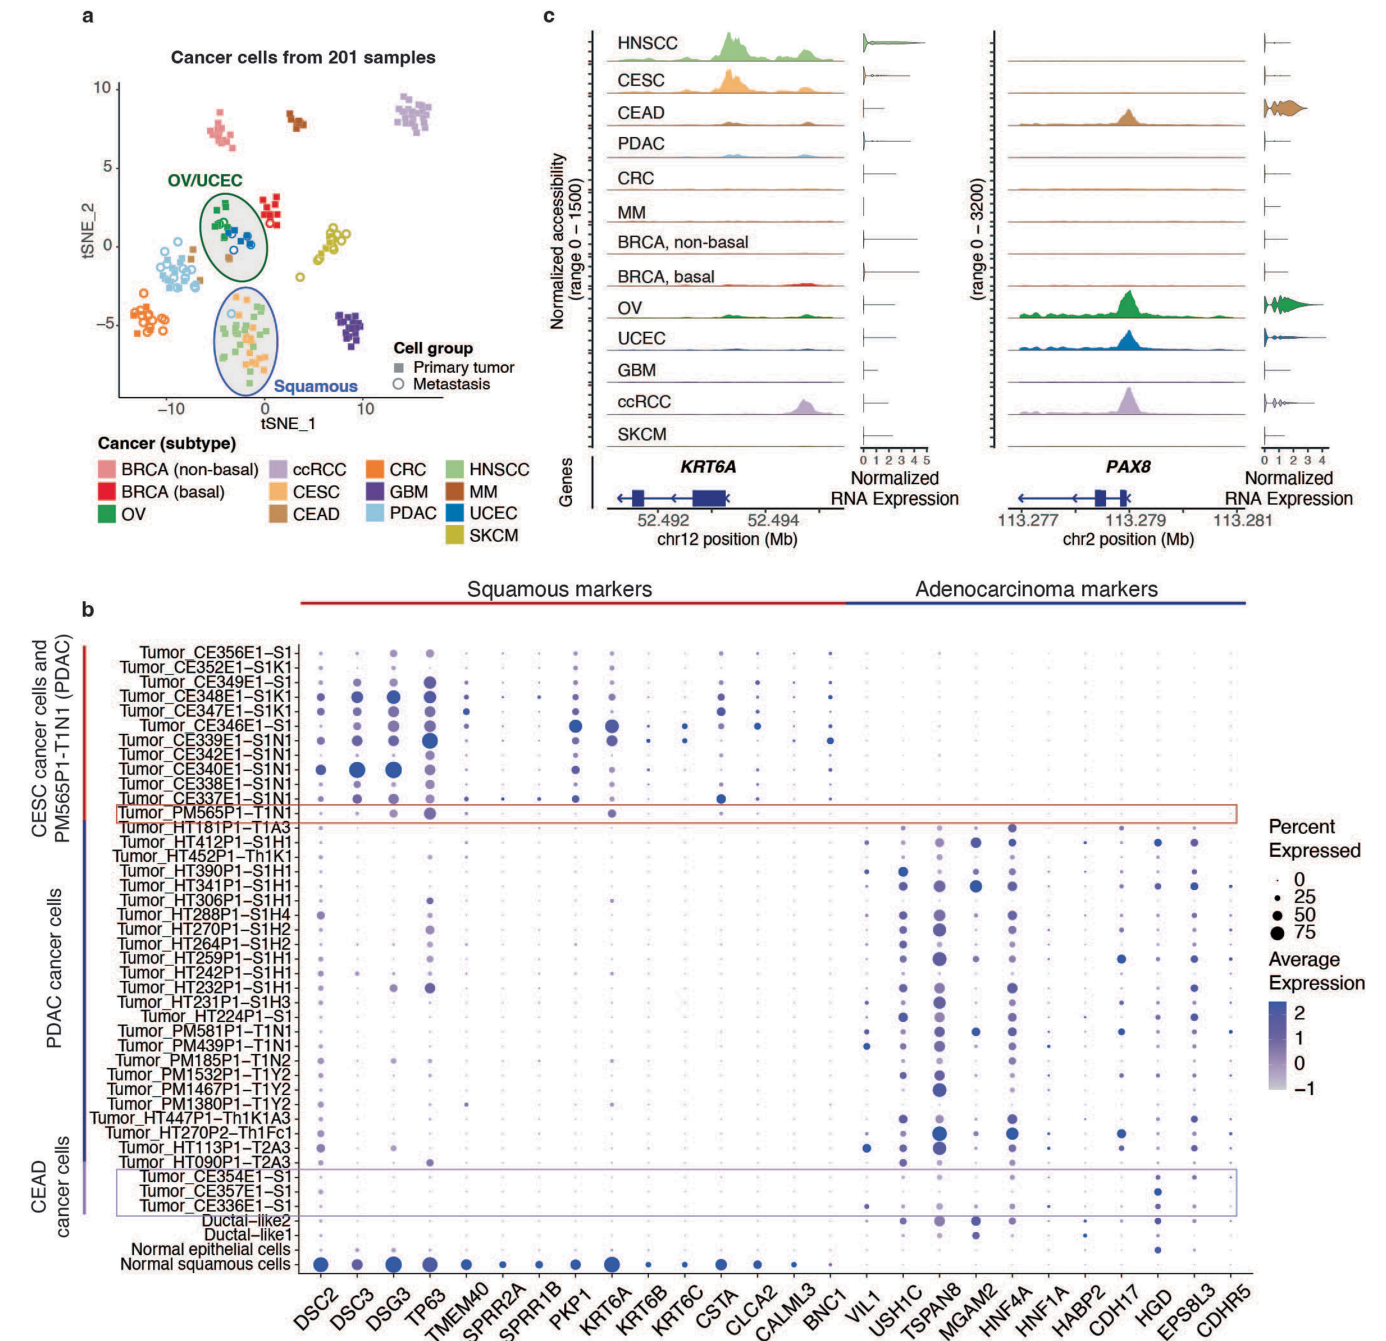 a
Cancer cells from 201 samples
10
5
0
−5
tSNE_2
OV/UCEC
Squamous
Cell group
Primary tumor
Metastasis
−10
0
10
tSNE_1
Cancer (subtype)
BRCA (non-basal)
BRCA (basal)
OV
ccRCC
CESC
CEAD
CRC
GBM
PDAC
HNSCC
MM
UCEC
SKCM
c
Normalized accessibility
(range 0 – 1500)
HNSCC
CESC
CEAD
PDAC
CRC
MM
BRCA, non-basal
BRCA, basal
OV
UCEC
GBM
ccRCC
SKCM
Genes
KRT6A
52.492 52.494
chr12 position (Mb)
0 1 2 3 4 5
Normalized
RNA Expression
(range 0 – 3200)
PAX8
113.277 113.279 113.281
chr2 position (Mb)
0 1 2 3 4
Normalized
RNA Expression
b
Squamous markers
Adenocarcinoma markers
CESC cancer cells and
PM565P1-T1N1 (PDAC)
PDAC cancer cells
CEAD
cancer cells
Tumor_CE356E1−S1
Tumor_CE352E1−S1K1
Tumor_CE349E1−S1
Tumor_CE348E1−S1K1
Tumor_CE347E1−S1K1
Tumor_CE346E1−S1
Tumor_CE339E1−S1N1
Tumor_CE342E1−S1N1
Tumor_CE340E1−S1N1
Tumor_CE338E1−S1N1
Tumor_CE337E1−S1N1
Tumor_PM565P1−T1N1
Tumor_HT181P1−T1A3
Tumor_HT412P1−S1H1
Tumor_HT452P1−Th1K1
Tumor_HT390P1−S1H1
Tumor_HT341P1−S1H1
Tumor_HT306P1−S1H1
Tumor_HT288P1−S1H4
Tumor_HT270P1−S1H2
Tumor_HT264P1−S1H2
Tumor_HT259P1−S1H1
Tumor_HT242P1−S1H1
Tumor_HT232P1−S1H1
Tumor_HT231P1−S1H3
Tumor_HT224P1−S1
Tumor_PM581P1−T1N1
Tumor_PM439P1−T1N1
Tumor_PM185P1−T1N2
Tumor_PM1532P1−T1Y2
Tumor_PM1467P1−T1Y2
Tumor_PM1380P1−T1Y2
Tumor_HT447P1−Th1K1A3
Tumor_HT270P2−Th1Fc1
Tumor_HT113P1−T2A3
Tumor_HT090P1−T2A3
Tumor_CE354E1−S1
Tumor_CE357E1−S1
Tumor_CE336E1−S1
Ductal−like2
Ductal−like1
Normal epithelial cells
Normal squamous cells
DSC2 DSC3 DSG3 TP63 TMEM40 SPRR2A SPRR1B PKP1 KRT6A KRT6B KRT6C CSTA CLCA2 CALML3 BNC1 VIL1 USH1C TSPAN8 MGAM2 HNF4A HNF1A HABP2 CDH17 HGD EPS8L3 CDHR5
Percent
Expressed
0
25
50
75
Average
Expression
2
1
0
−1